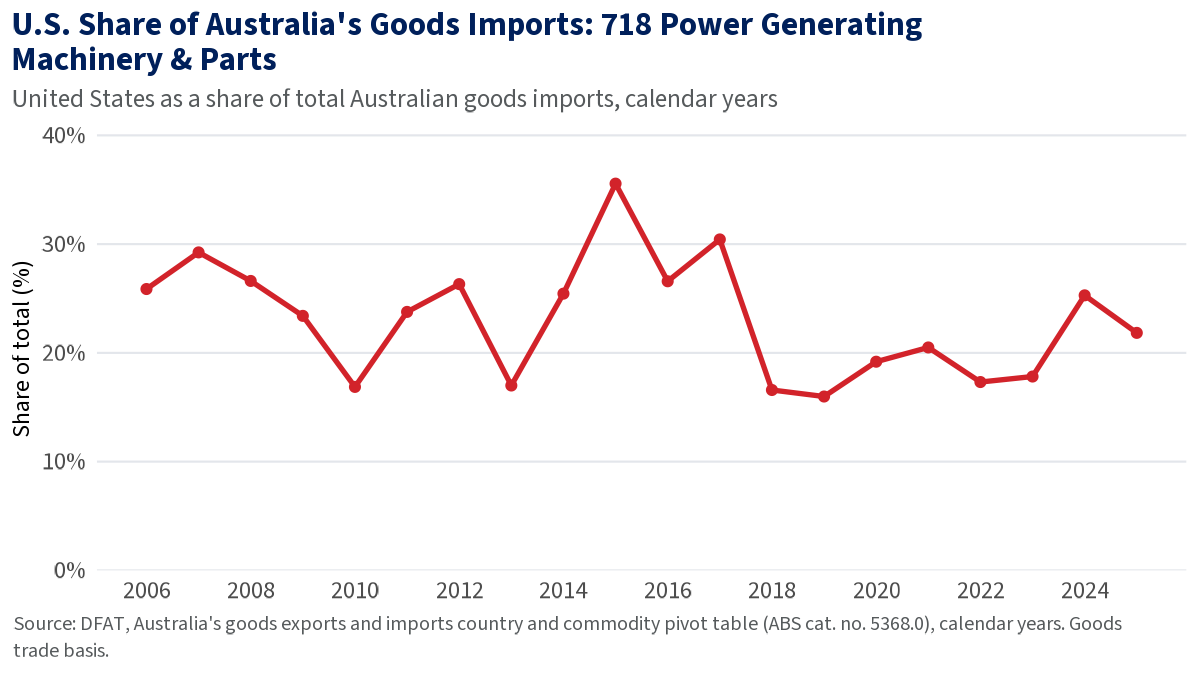 U.S. Share of Australia's Goods Imports: 718 Power Generating
Machinery & Parts
United States as a share of total Australian goods imports, calendar years
Share of total (%)
40%
30%
20%
10%
0%
2006 2008 2010 2012 2014 2016 2018 2020 2022 2024
Source: DFAT, Australia's goods exports and imports country and commodity pivot table (ABS cat. no. 5368.0), calendar years. Goods
trade basis.